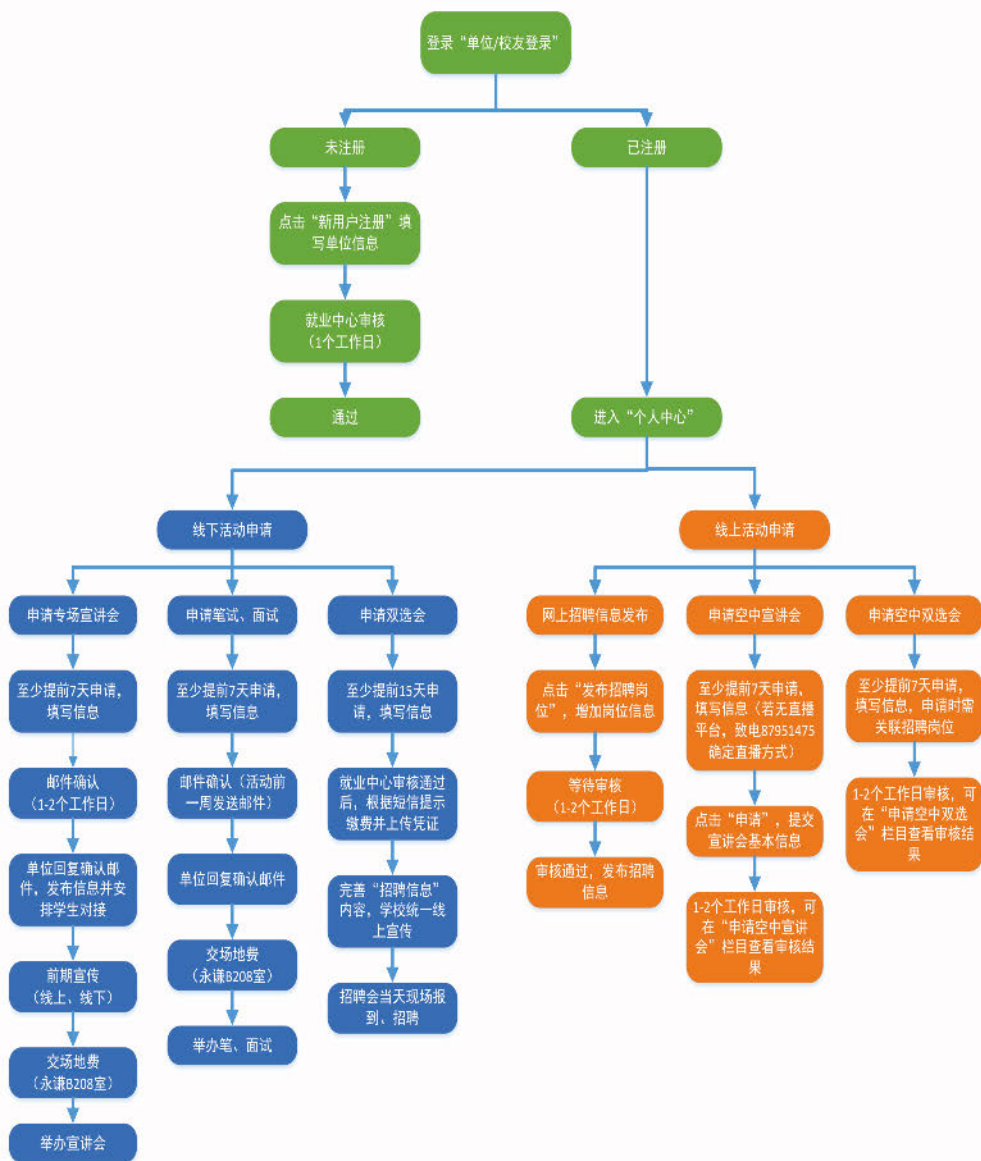 登录“单位/校友登录”
未注册
已注册
点击“新用户注册”填
写单位信息
就业中心审核
（1个工作日）
通过
进入“个人中心”
线下活动申请
线上活动申请
申请专场宣讲会
至少提前7天申请，
填写信息
邮件确认
（1-2个工作日）
单位回复确认邮
件，发布信息并安
排学生对接
前期宣传
（线上、线下）
交场地费
（永谦B208室）
举办宣讲会
申请笔试、面试
至少提前7天申请，
填写信息
邮件确认（活动前
一周发送邮件）
单位回复确认邮件
交场地费
（永谦B208室）
举办笔、面试
申请双选会
至少提前15天申
请，填写信息
就业中心审核通过
后，根据短信提示
缴费并上传凭证
完善“招聘信息”
内容，学校统一线
上宣传
招聘会当天现场报
到、招聘
网上招聘信息发布
点击“发布招聘岗
位”，增加岗位信息
等待审核
（1-2个工作日）
审核通过，发布招聘
信息
申请空中宣讲会
至少提前7天申请，
填写信息（若无直播
平台，致电87951475
确定直播方式）
点击“申请”，提交
宣讲会基本信息
1-2个工作日审核，可
在“申请空中宣讲
会”栏目查看审核结
果
申请空中双选会
至少提前7天申请，
填写信息，申请时需
关联招聘岗位
1-2个工作日审核，可
在“申请空中双选
会”栏目查看审核结
果